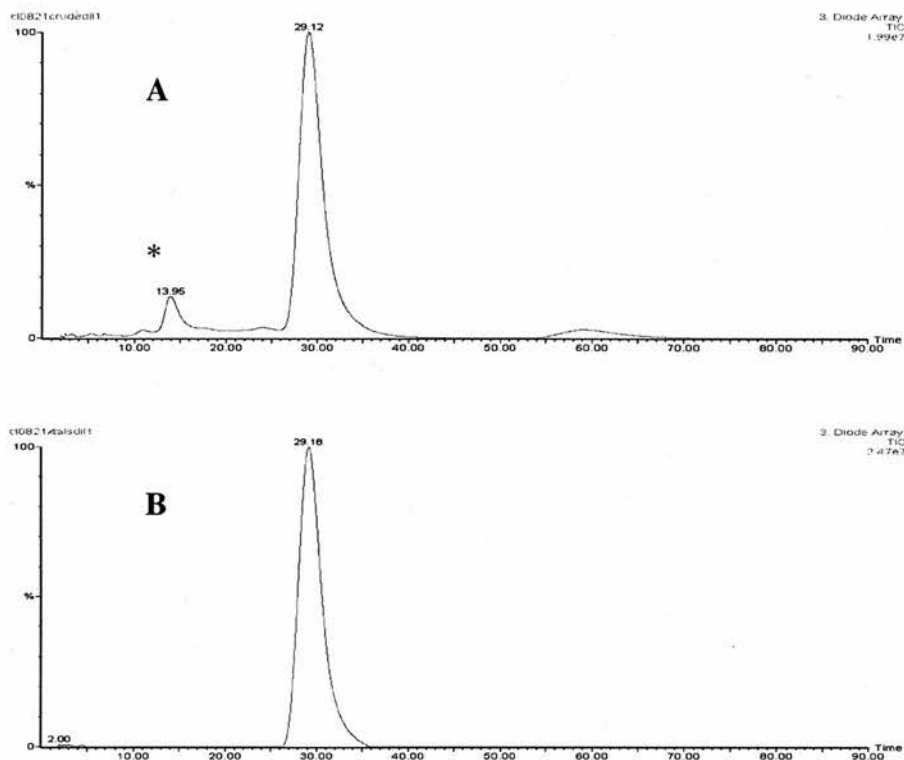 cl0821crudedil1
3. Diode Array
TIC
1.99e7
100
29.12
A
%
*
13.95
0
10.00 20.00 30.00 40.00 50.00 60.00 70.00 80.00 90.00
Time
3. Diode Array
TIC
2.47e7
100
29.18
B
%
2.00
0
10.00 20.00 30.00 40.00 50.00 60.00 70.00 80.00 90.00
Time